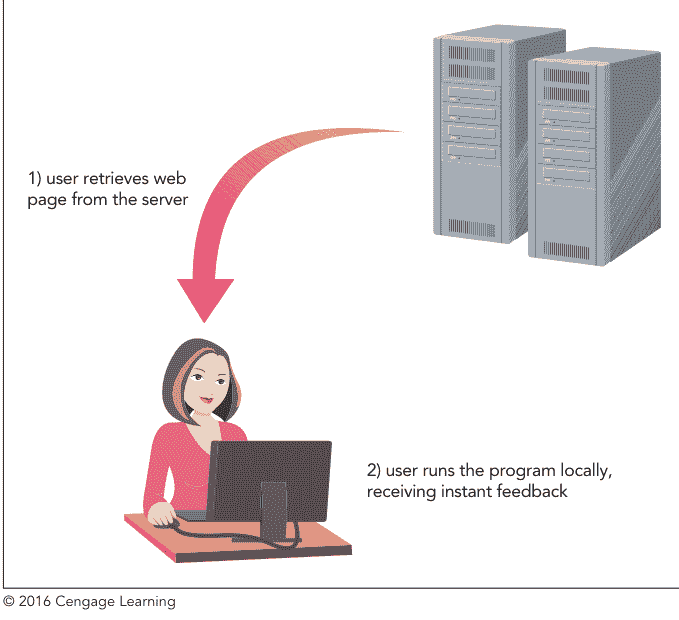 1) user retrieves web
page from the server
2) user runs the program locally,
receiving instant feedback
© 2016 Cengage Learning